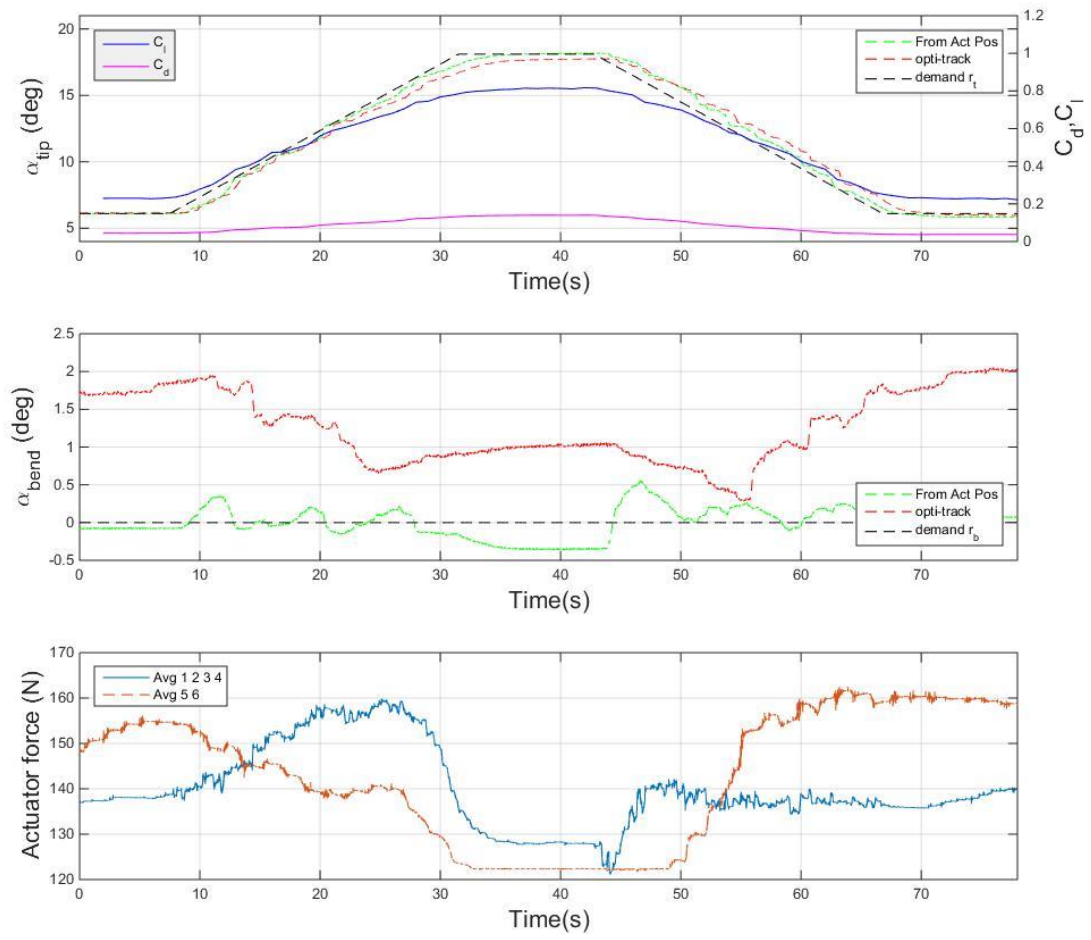 20
15
10
5
α_tip (deg)
C_l
C_d
From Act Pos
opti-track
demand r_t
1.2
1
0.8
0.6
0.4
0.2
0
C_d,C_l
0 10 20 30 40 50 60 70
Time(s)
2.5
2
1.5
1
0.5
0
-0.5
α_bend (deg)
From Act Pos
opti-track
demand r_b
0 10 20 30 40 50 60 70
Time(s)
170
160
150
140
130
120
Actuator force (N)
Avg 1 2 3 4
Avg 5 6
0 10 20 30 40 50 60 70
Time(s)